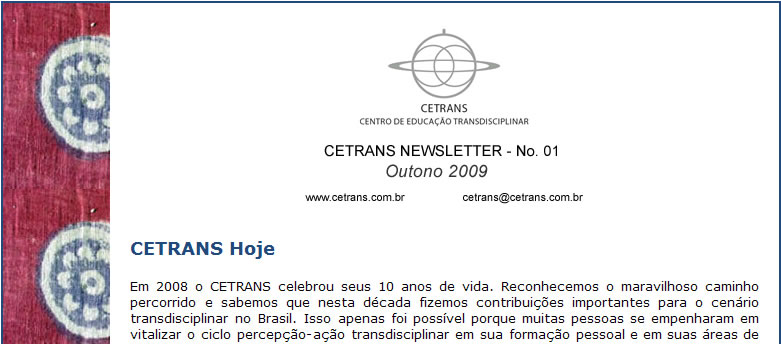 CETRANS
CENTRO DE EDUCAÇÃO TRANSDISCIPLINAR
CETRANS NEWSLETTER - No. 01
Outono 2009
www.cetrans.com.br cetrans@cetrans.com.br
CETRANS Hoje
Em 2008 o CETRANS celebrou seus 10 anos de vida. Reconhecemos o maravilhoso caminho
percorrido e sabemos que nesta década fizemos contribuições importantes para o cenário
transdisciplinar no Brasil. Isso apenas foi possível porque muitas pessoas se empenharam em
vitalizar o ciclo percepção-ação transdisciplinar em sua formação pessoal e em suas áreas de